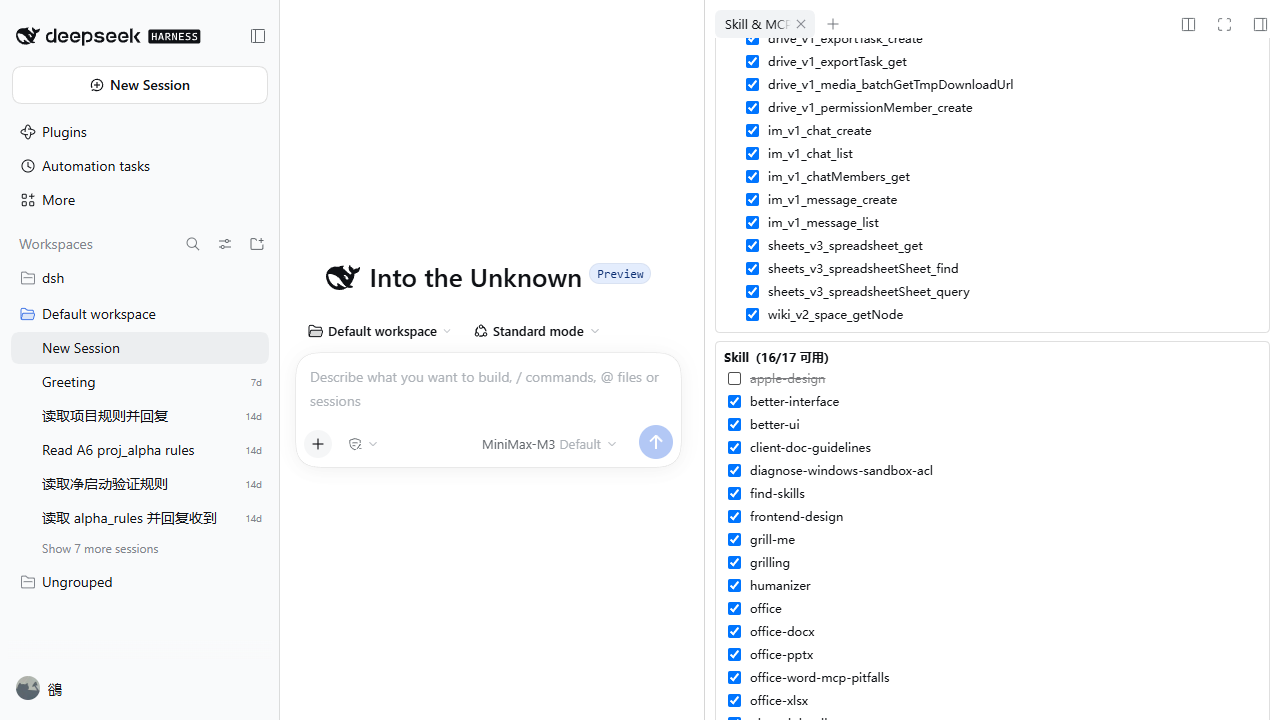 deepseek HARNESS
New Session
Plugins
Automation tasks
More
Workspaces
dsh
Default workspace
New Session
Greeting 7d
读取项目规则并回复 14d
Read A6 proj_alpha rules 14d
读取净启动验证规则 14d
读取 alpha_rules 并回复收到 14d
Show 7 more sessions
Ungrouped
Into the Unknown Preview
Default workspace Standard mode
Describe what you want to build, / commands, @ files or
sessions
MiniMax-M3 Default
Skill & MCP
drive_v1_exportTask_create
drive_v1_exportTask_get
drive_v1_media_batchGetTmpDownloadUrl
drive_v1_permissionMember_create
im_v1_chat_create
im_v1_chat_list
im_v1_chatMembers_get
im_v1_message_create
im_v1_message_list
sheets_v3_spreadsheet_get
sheets_v3_spreadsheetSheet_find
sheets_v3_spreadsheetSheet_query
wiki_v2_space_getNode
Skill（16/17 可用）
apple-design
better-interface
better-ui
client-doc-guidelines
diagnose-windows-sandbox-acl
find-skills
frontend-design
grill-me
grilling
humanizer
office
office-docx
office-pptx
office-word-mcp-pitfalls
office-xlsx